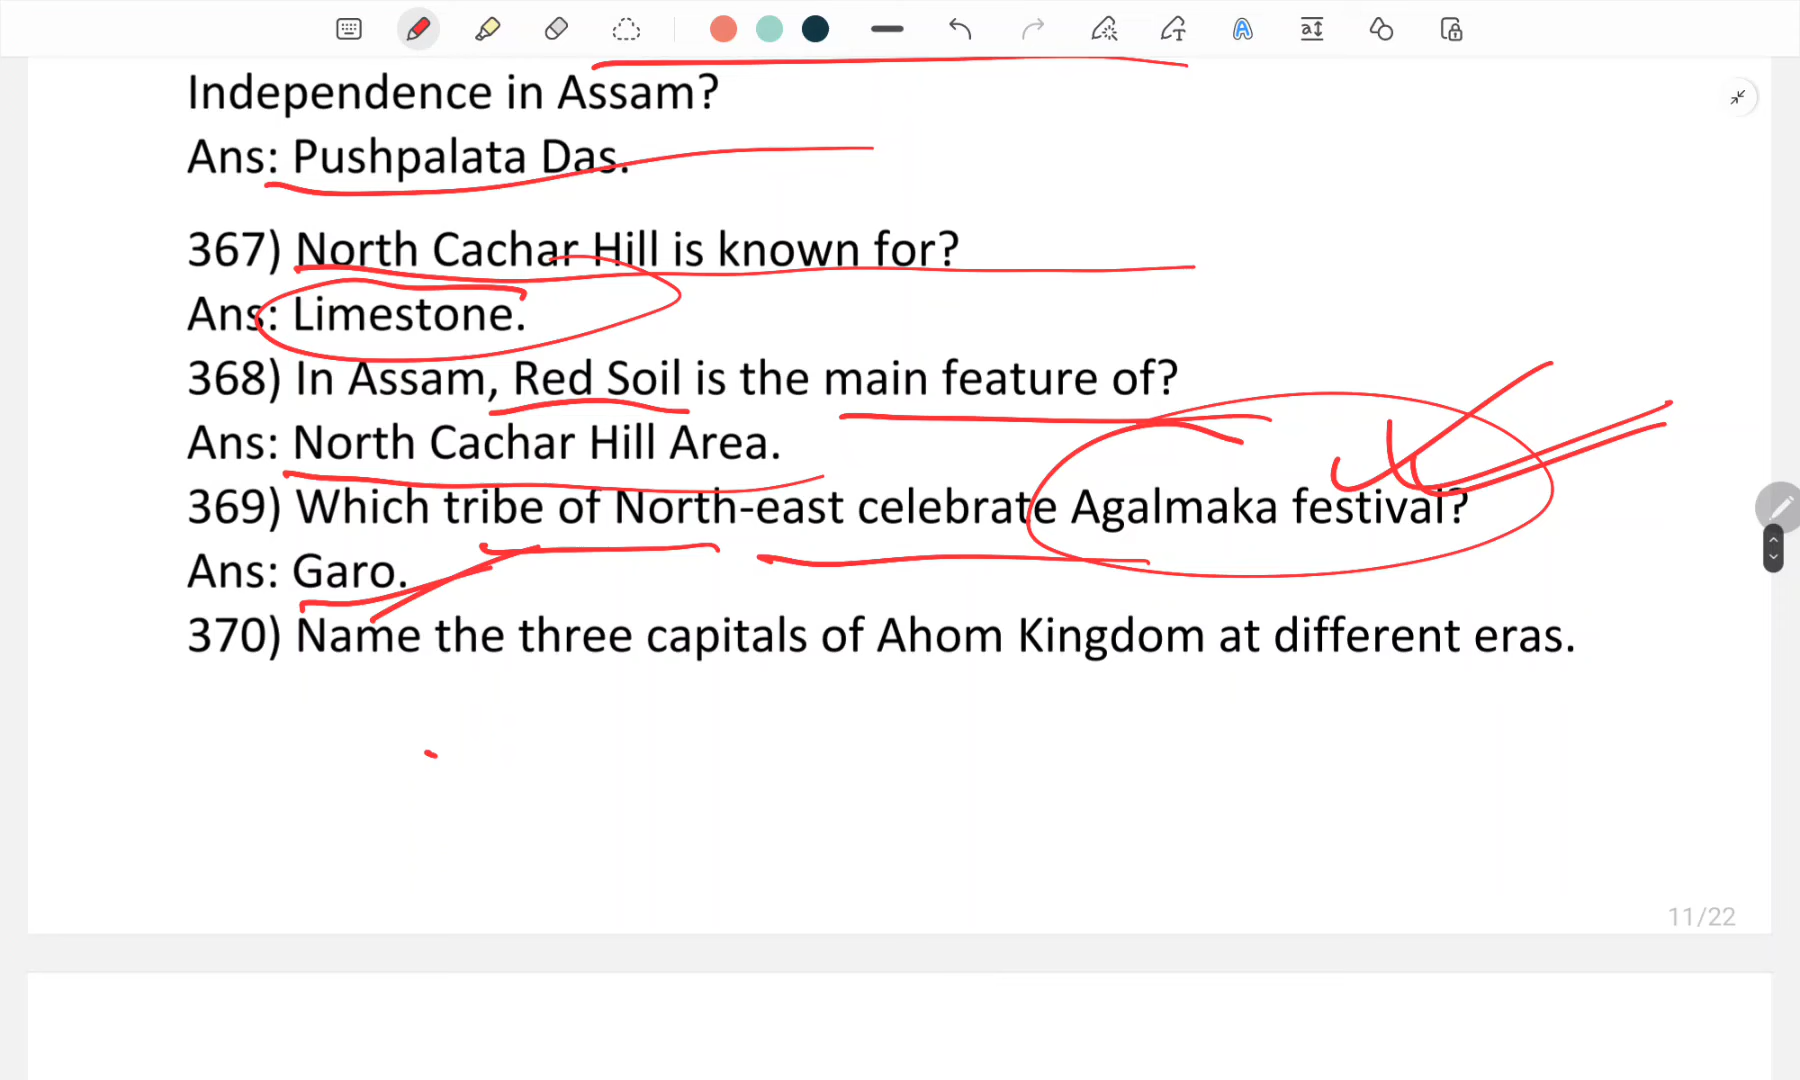 Independence in Assam?
Ans: Pushpalata Das.
367) North Cachar Hill is known for?
Ans: Limestone.
368) In Assam, Red Soil is the main feature of?
Ans: North Cachar Hill Area.
369) Which tribe of North-east celebrate Agalmaka festival?
Ans: Garo.
370) Name the three capitals of Ahom Kingdom at different eras.
11/22